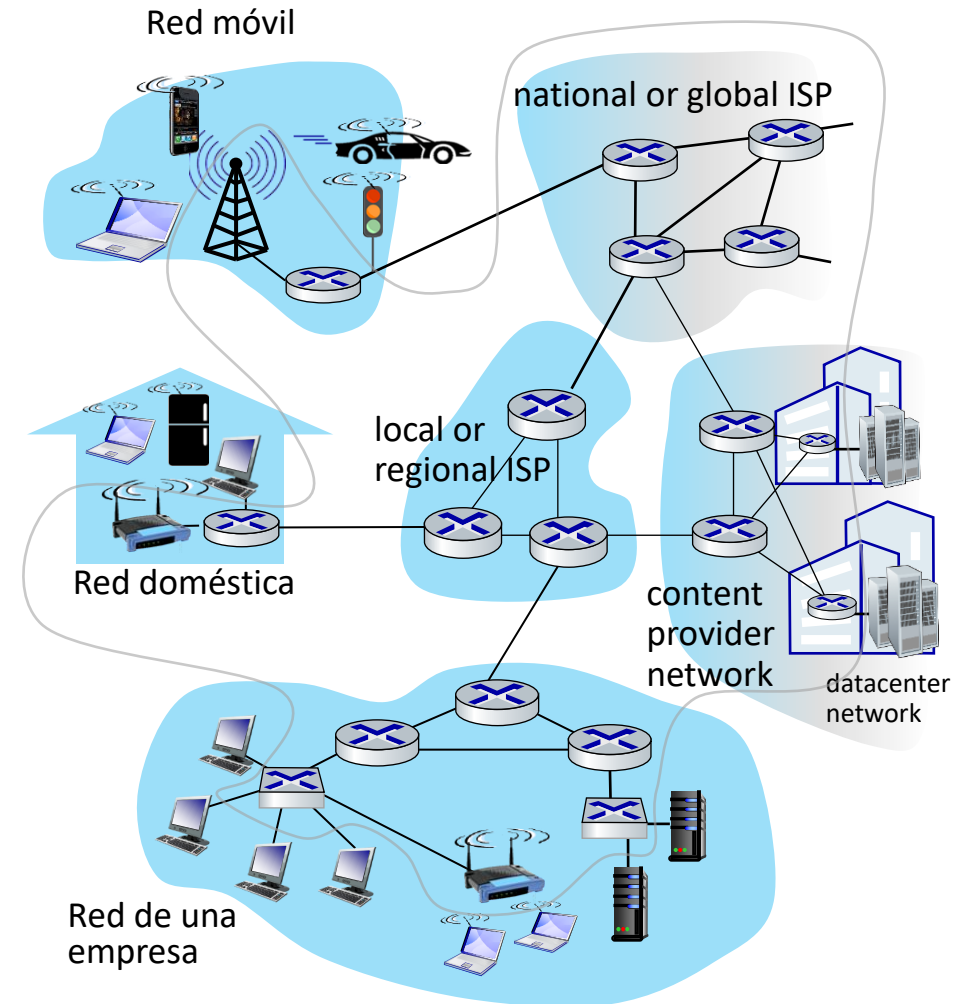 Red móvil
national or global ISP
local or
regional ISP
Red doméstica
content
provider
network
datacenter
network
Red de una
empresa